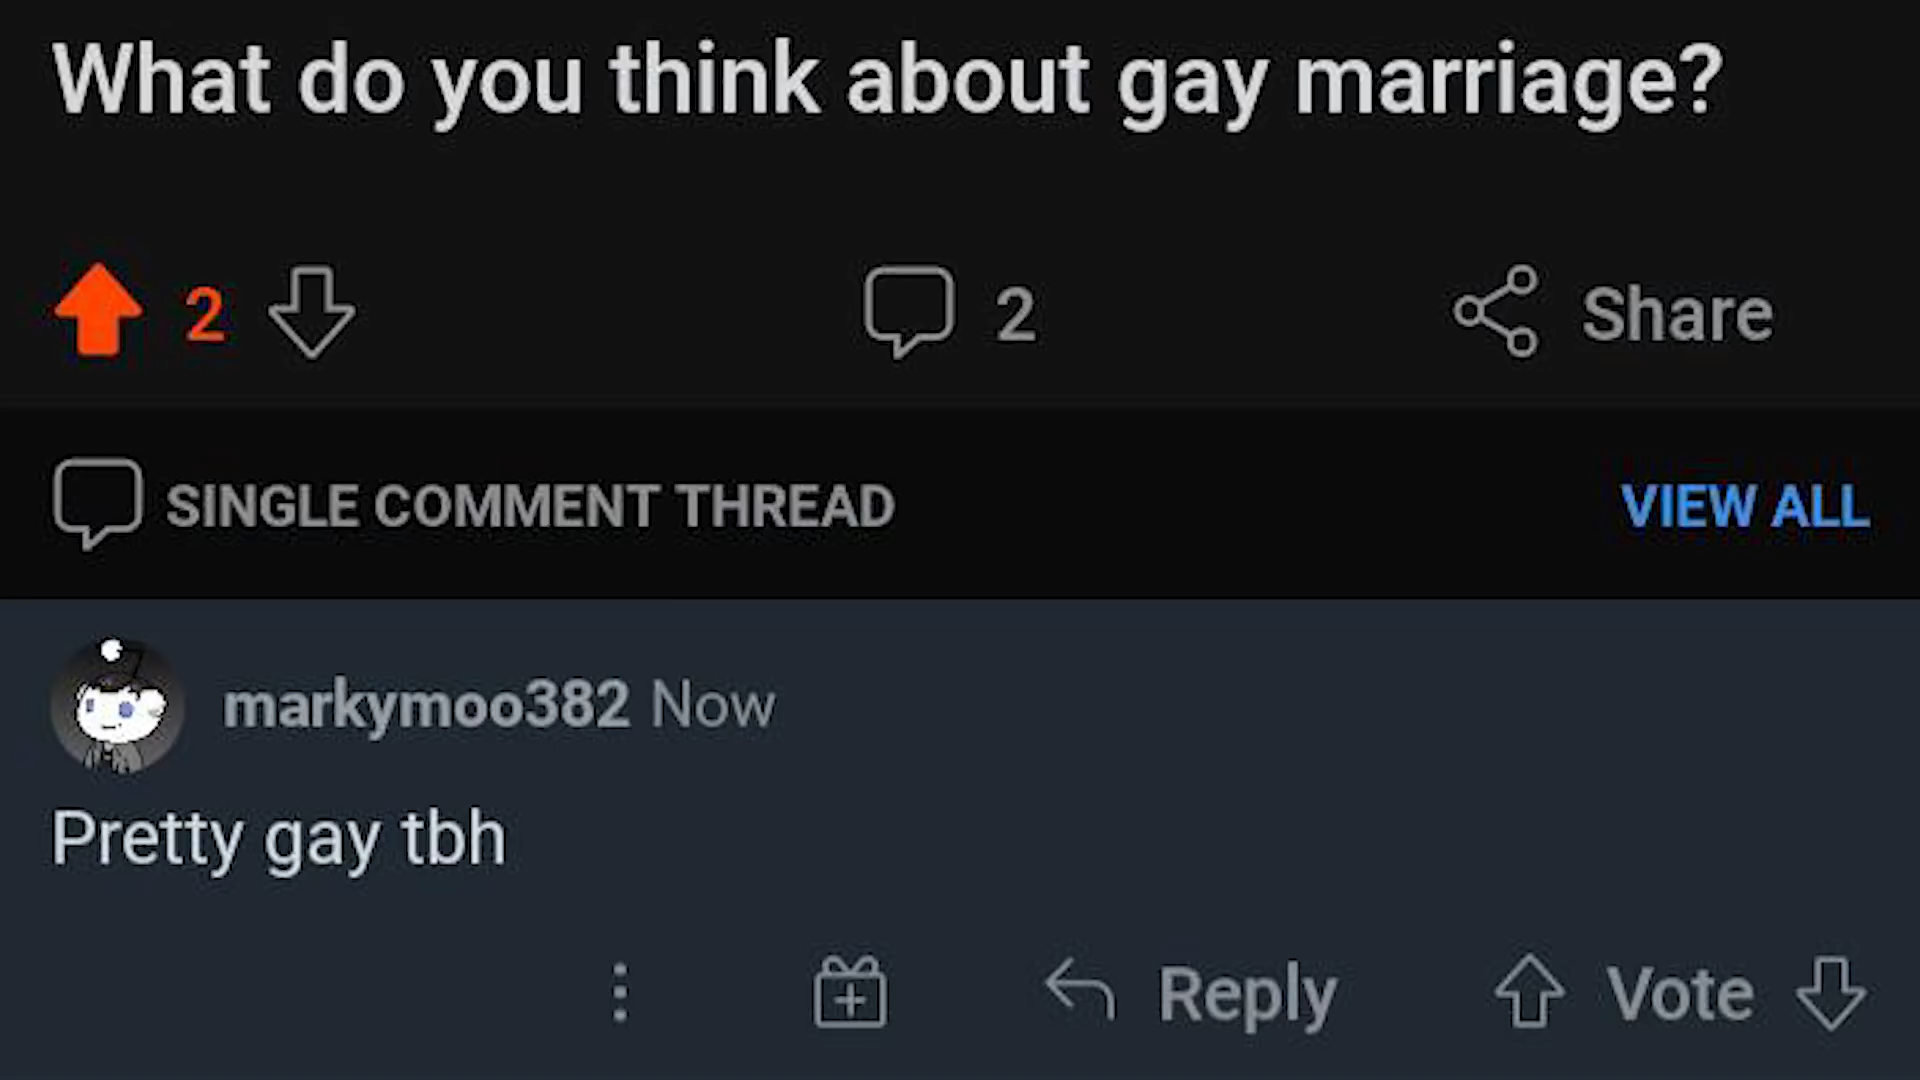 What do you think about gay marriage?
2 2 Share
SINGLE COMMENT THREAD VIEW ALL
markymoo382 Now
Pretty gay tbh
Reply Vote